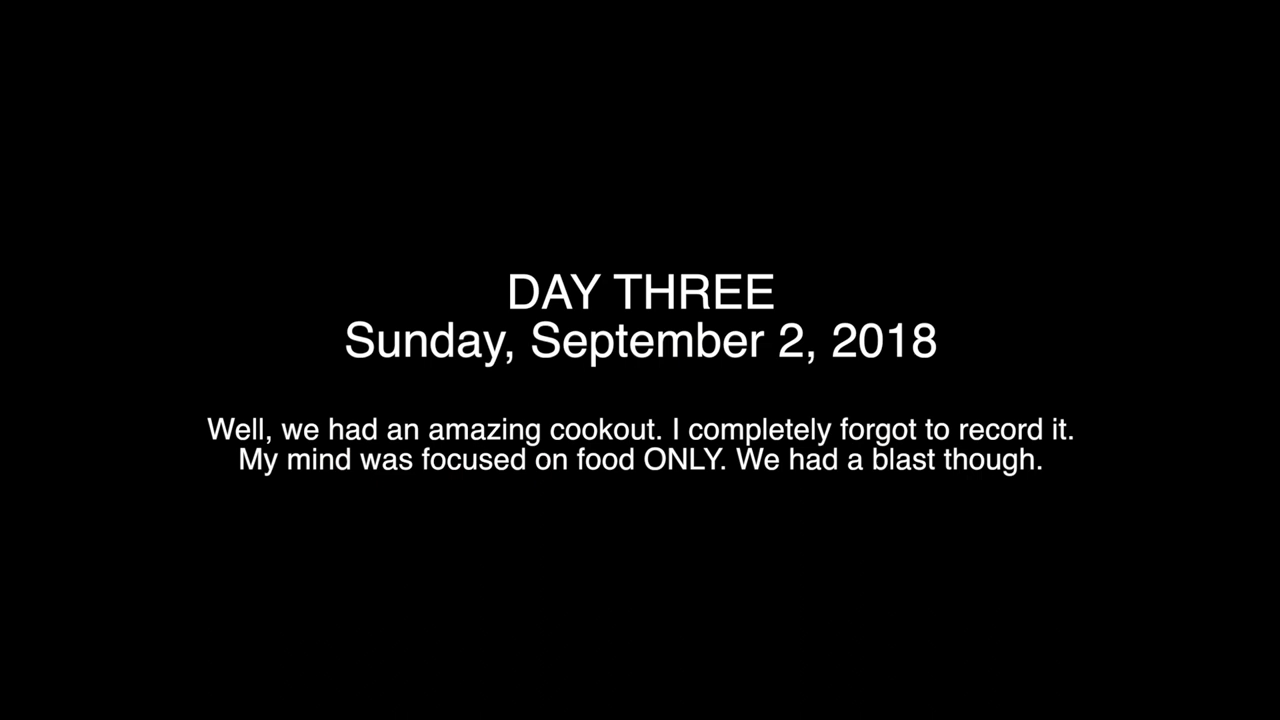 DAY THREE
Sunday, September 2, 2018
Well, we had an amazing cookout. I completely forgot to record it.
My mind was focused on food ONLY. We had a blast though.